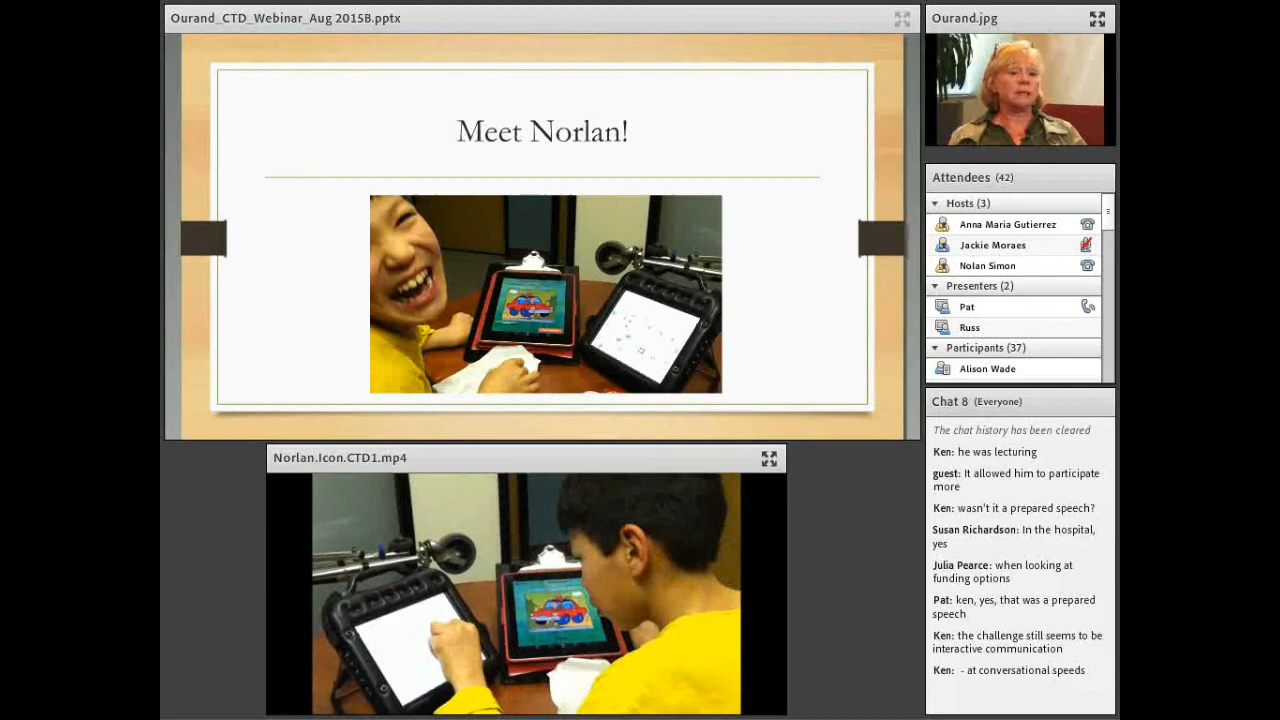 Ourand_CTD_Webinar_Aug 2015B.pptx
Meet Norlan!
Norlan.Icon.CTD1.mp4
Ourand.jpg
Attendees (42)
Hosts (3)
Anna Maria Gutierrez
Jackie Moraes
Nolan Simon
Presenters (2)
Pat
Russ
Participants (37)
Alison Wade
Chat 8 (Everyone)
The chat history has been cleared
Ken: he was lecturing
guest: It allowed him to participate
more
Ken: wasn't it a prepared speech?
Susan Richardson: In the hospital,
yes
Julia Pearce: when looking at
funding options
Pat: ken, yes, that was a prepared
speech
Ken: the challenge still seems to be
interactive communication
Ken: - at conversational speeds